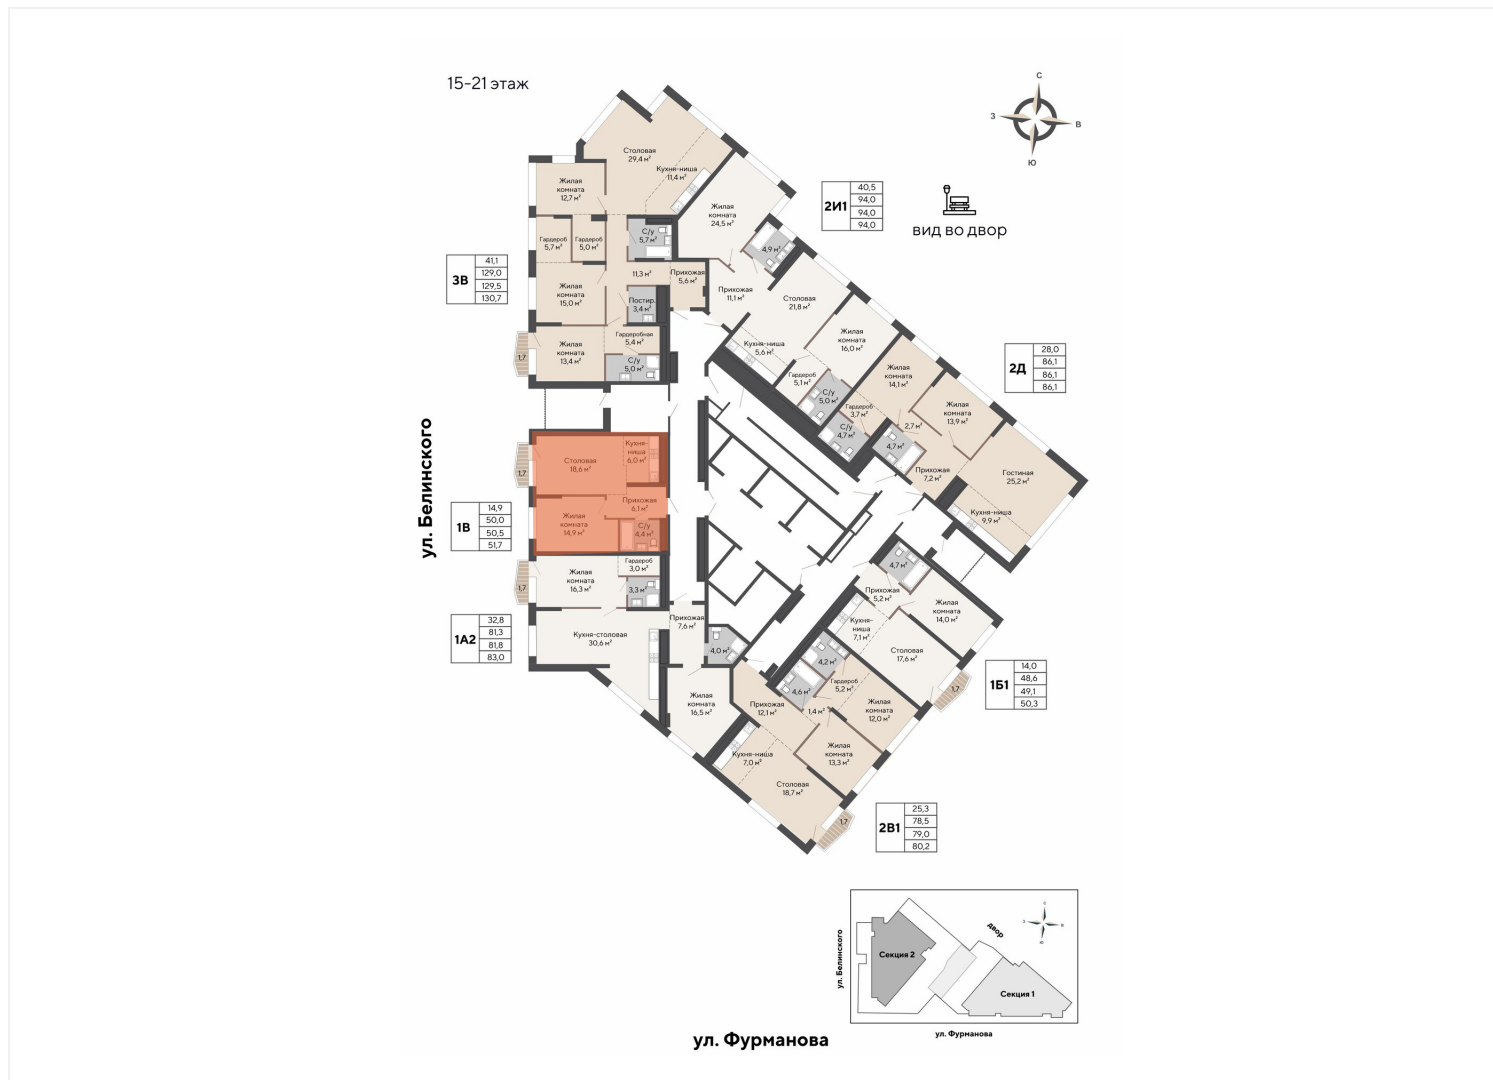 15-21 этаж
С
З
В
Ю
вид во двор
2И1
40,5
94,0
94,0
94,0
Столовая
29,4 м²
Кухня-ниша
11,4 м²
Жилая
комната
12,7 м²
Гардероб
5,7 м²
Гардероб
5,0 м²
С/у
5,7 м²
11,3 м²
Прихожая
5,6 м²
Жилая
комната
15,0 м²
Постир.
3,4 м²
Жилая
комната
13,4 м²
Гардеробная
5,4 м²
С/у
5,0 м²
1,7
3В
41,1
129,0
129,5
130,7
Жилая
комната
24,5 м²
4,9 м²
Прихожая
11,1 м²
Столовая
21,8 м²
Кухня-ниша
5,6 м²
Жилая
комната
16,0 м²
Гардероб
5,1 м²
С/у
5,0 м²
2Д
28,0
86,1
86,1
86,1
Жилая
комната
14,1 м²
Жилая
комната
13,9 м²
Гардероб
3,7 м²
2,7 м²
С/у
4,7 м²
4,7 м²
Прихожая
7,2 м²
Гостиная
25,2 м²
Кухня-ниша
9,9 м²
ул. Белинского
Столовая
18,6 м²
Кухня-
ниша
6,0 м²
1,7
Прихожая
6,1 м²
Жилая
комната
14,9 м²
С/у
4,4 м²
1В
14,9
50,0
50,5
51,7
Жилая
комната
16,3 м²
Гардероб
3,0 м²
3,3 м²
1,7
Кухня-столовая
30,6 м²
Прихожая
7,6 м²
4,0 м²
Жилая
комната
16,5 м²
1А2
32,8
81,3
81,8
83,0
4,7 м²
Прихожая
5,2 м²
Жилая
комната
14,0 м²
Кухня-
ниша
7,1 м²
Столовая
17,6 м²
1,7
1Б1
14,0
48,6
49,1
50,3
4,2 м²
4,6 м²
Гардероб
5,2 м²
Прихожая
12,1 м²
1,4 м²
Жилая
комната
12,0 м²
Жилая
комната
13,3 м²
Кухня-ниша
7,0 м²
Столовая
18,7 м²
1,7
2В1
25,3
78,5
79,0
80,2
ул. Белинского
Секция 2
двор
С
З
В
Ю
Секция 1
ул. Фурманова
ул. Фурманова